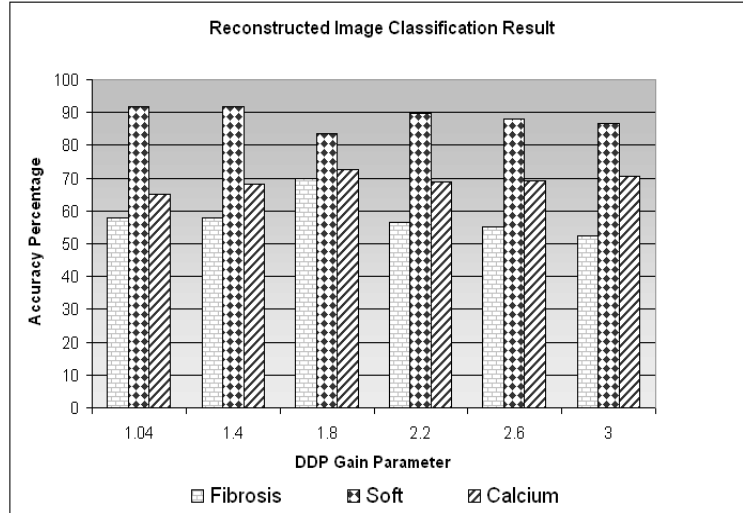 Reconstructed Image Classification Result
100
90
80
70
60
50
40
30
20
10
0
Accuracy Percentage
1.04 1.4 1.8 2.2 2.6 3
DDP Gain Parameter
Fibrosis Soft Calcium